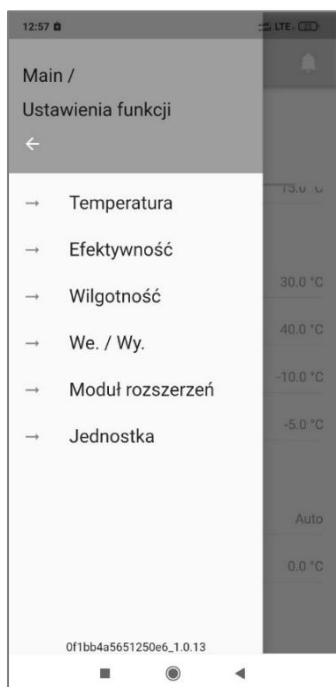 12:57
LTE
Main /
Ustawienia funkcji
Temperatura
Efektywność
Wilgotność
We. / Wy.
Moduł rozszerzeń
Jednostka
30.0 °C
40.0 °C
-10.0 °C
-5.0 °C
Auto
0.0 °C
0f1bb4a5651250e6_1.0.13